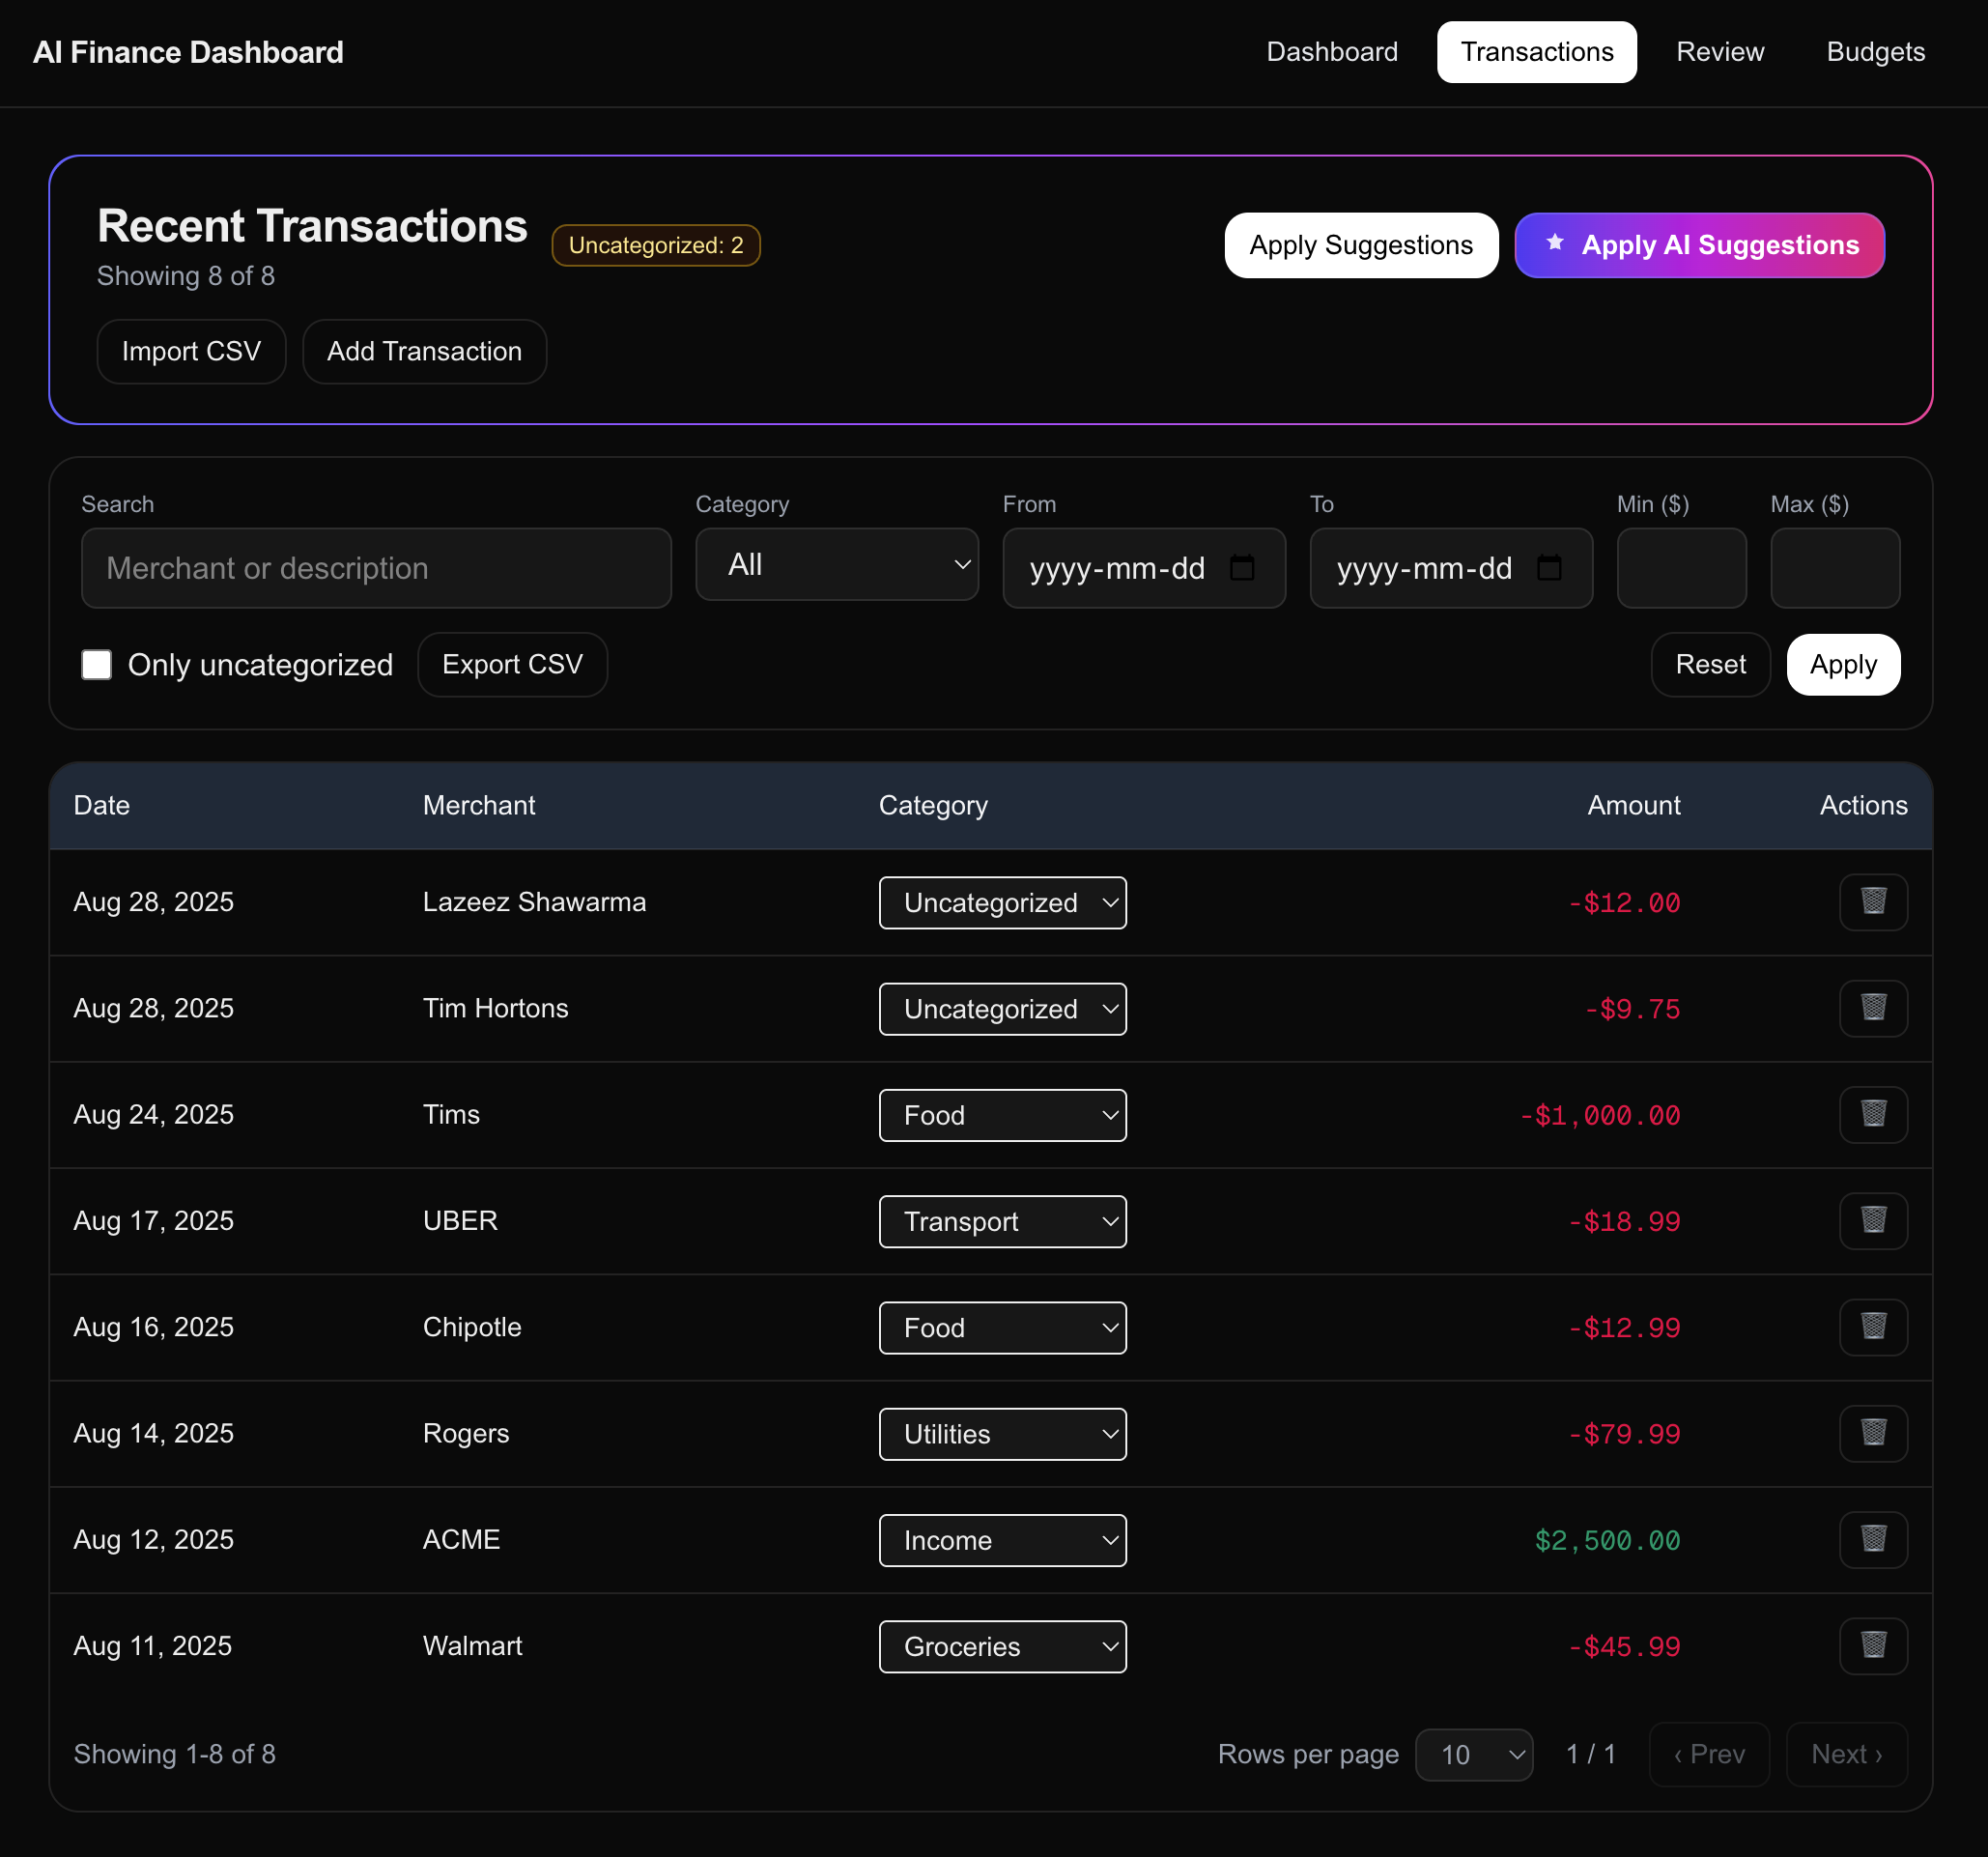 AI Finance Dashboard Dashboard Transactions Review Budgets
Recent Transactions Uncategorized: 2 Apply Suggestions Apply AI Suggestions
Showing 8 of 8
Import CSV Add Transaction
Search Category From To Min ($) Max ($)
Merchant or description All yyyy-mm-dd yyyy-mm-dd
Only uncategorized Export CSV Reset Apply
Date Merchant Category Amount Actions
Aug 28, 2025 Lazeez Shawarma Uncategorized -$12.00
Aug 28, 2025 Tim Hortons Uncategorized -$9.75
Aug 24, 2025 Tims Food -$1,000.00
Aug 17, 2025 UBER Transport -$18.99
Aug 16, 2025 Chipotle Food -$12.99
Aug 14, 2025 Rogers Utilities -$79.99
Aug 12, 2025 ACME Income $2,500.00
Aug 11, 2025 Walmart Groceries -$45.99
Showing 1-8 of 8 Rows per page 10 1 / 1 ‹ Prev Next ›